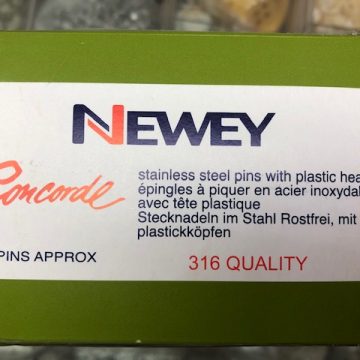 NEWEY
Concorde
stainless steel pins with plastic hea
épingles à piquer en acier inoxydal
avec tête plastique
Stecknadeln im Stahl Rostfrei, mit
plastickköpfen
PINS APPROX
316 QUALITY